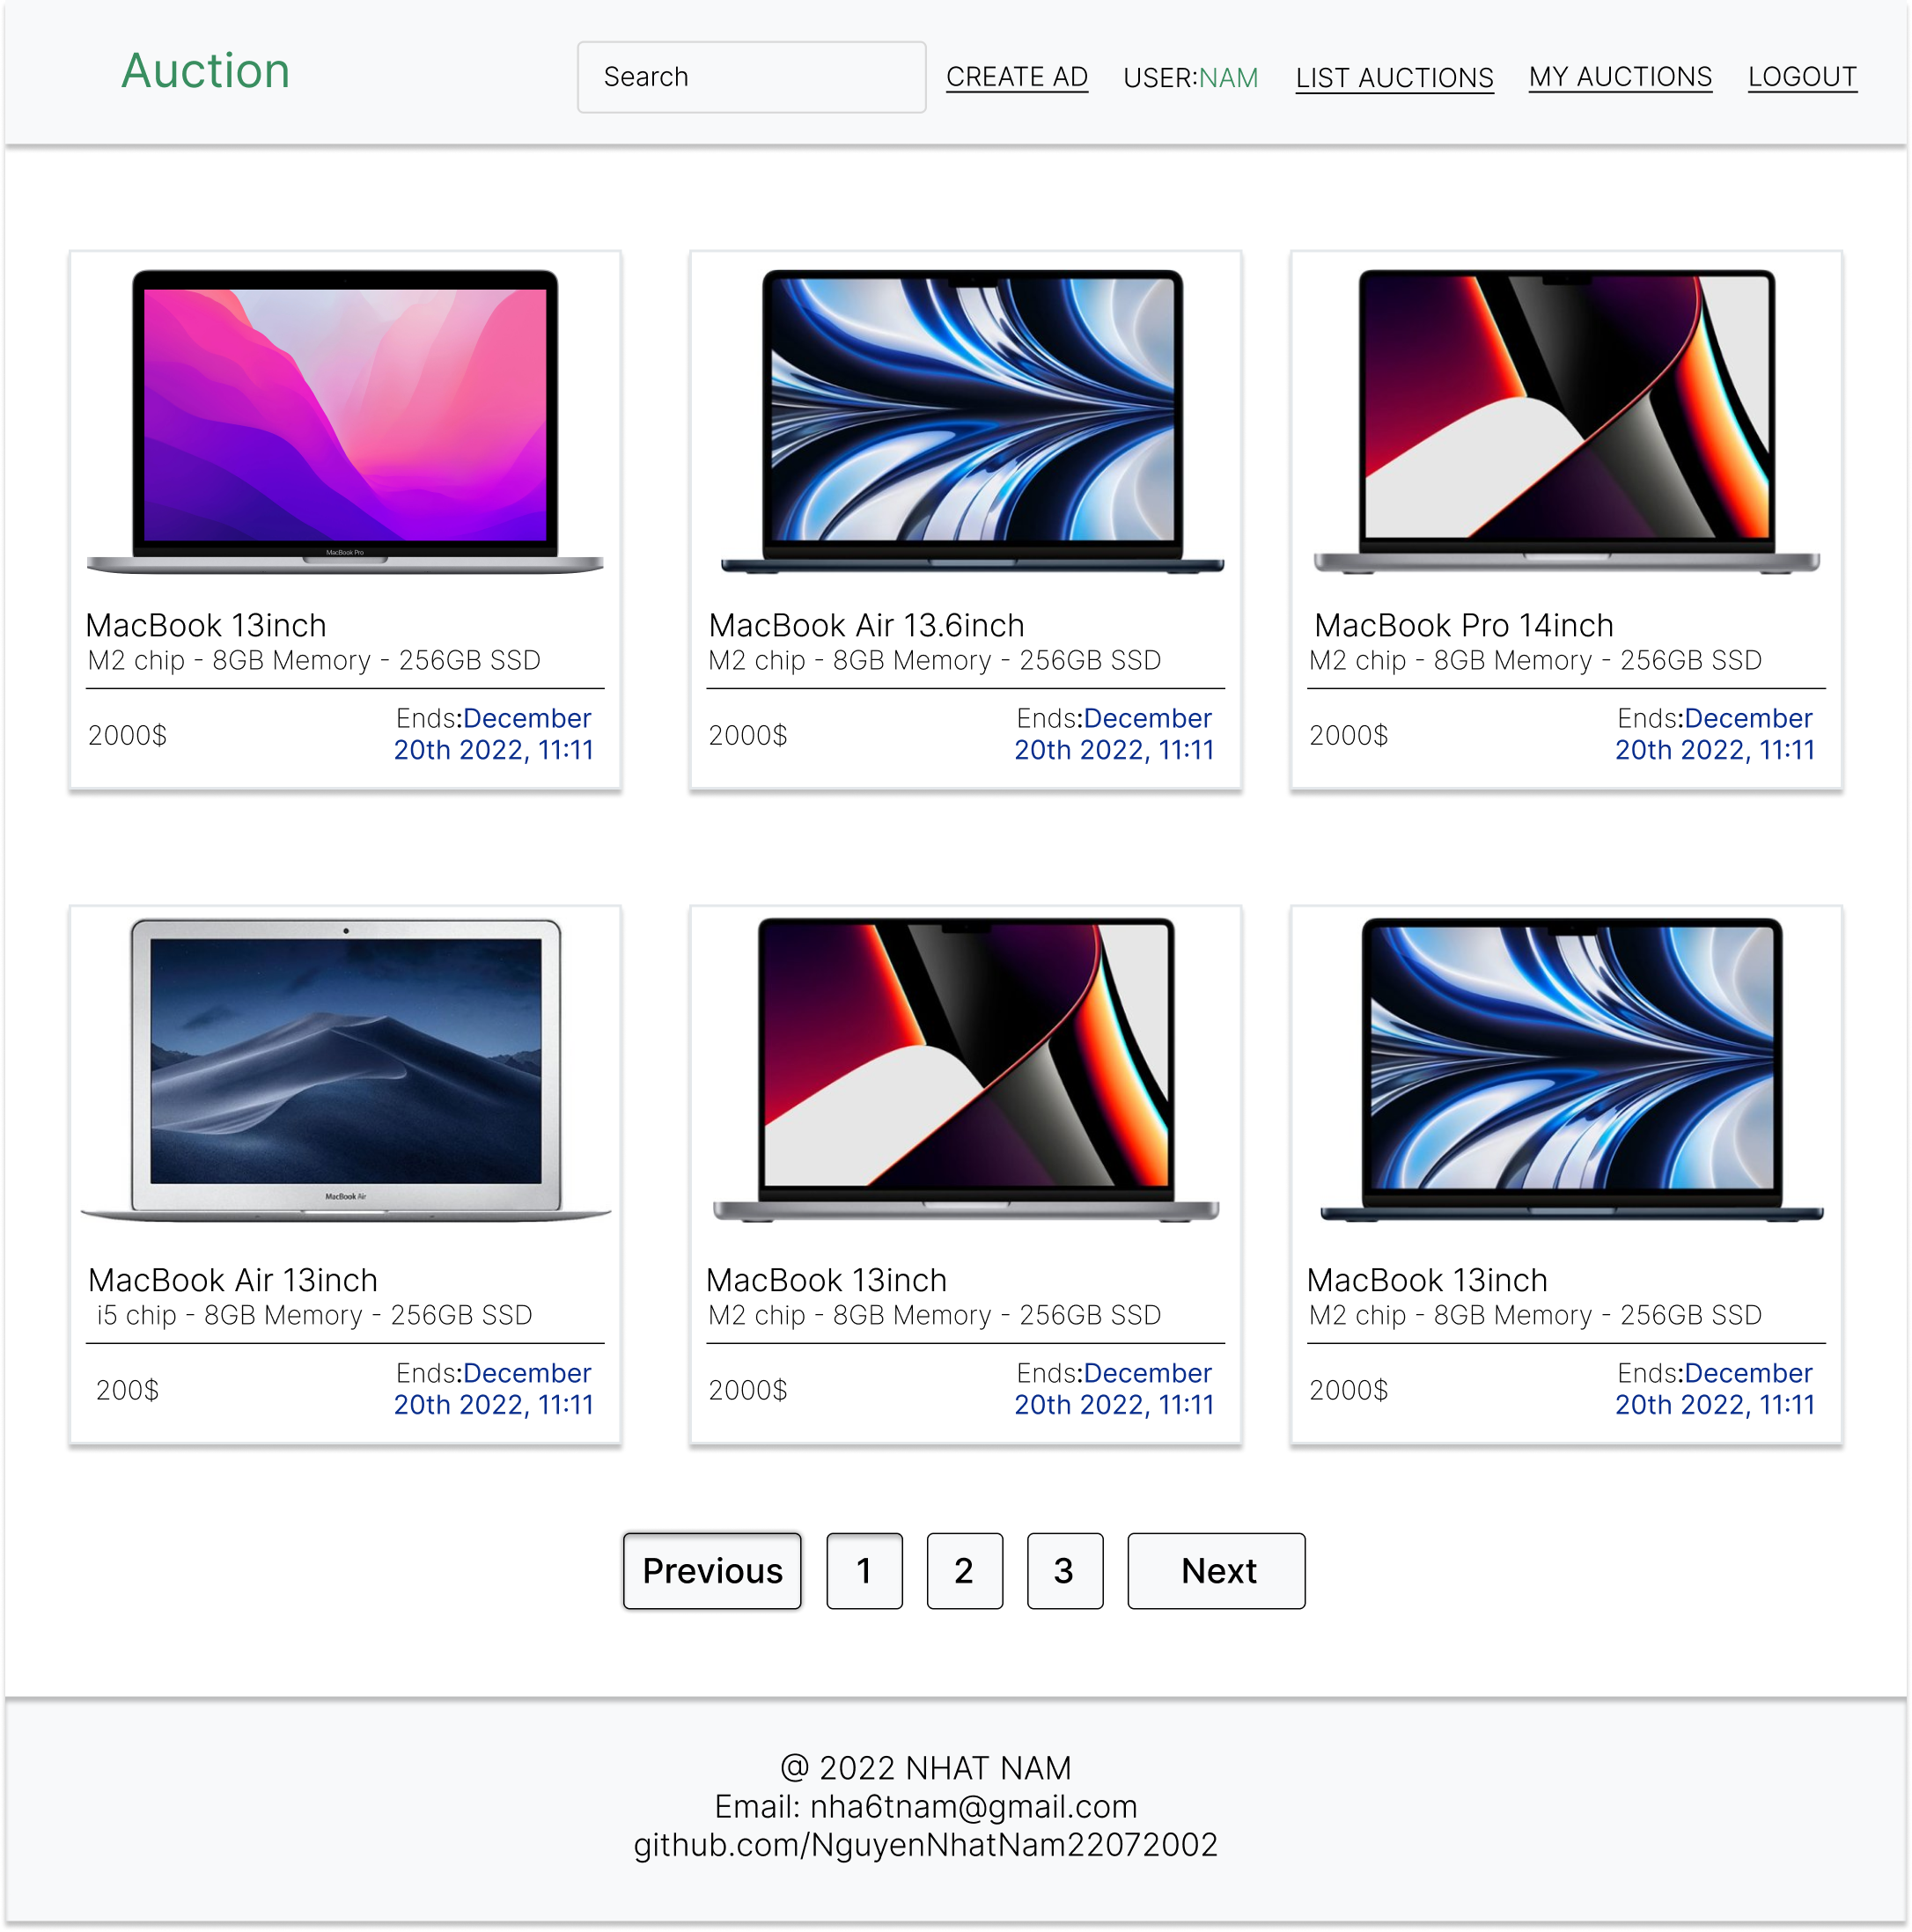 Auction
Search
CREATE AD
USER:NAM
LIST AUCTIONS
MY AUCTIONS
LOGOUT
MacBook Pro
MacBook 13inch
M2 chip - 8GB Memory - 256GB SSD
2000$
Ends:December
20th 2022, 11:11
MacBook Air 13.6inch
M2 chip - 8GB Memory - 256GB SSD
2000$
Ends:December
20th 2022, 11:11
MacBook Pro 14inch
M2 chip - 8GB Memory - 256GB SSD
2000$
Ends:December
20th 2022, 11:11
MacBook Air
MacBook Air 13inch
i5 chip - 8GB Memory - 256GB SSD
200$
Ends:December
20th 2022, 11:11
MacBook 13inch
M2 chip - 8GB Memory - 256GB SSD
2000$
Ends:December
20th 2022, 11:11
MacBook 13inch
M2 chip - 8GB Memory - 256GB SSD
2000$
Ends:December
20th 2022, 11:11
Previous
1
2
3
Next
@ 2022 NHAT NAM
Email: nha6tnam@gmail.com
github.com/NguyenNhatNam22072002